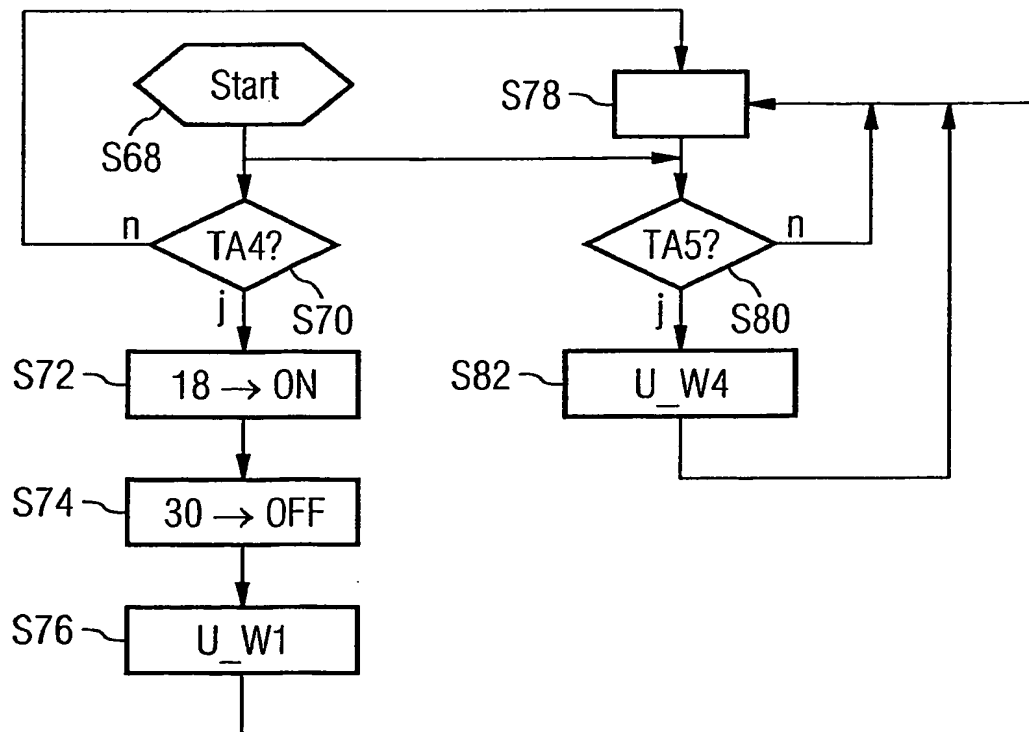 Start
S68
S78
n
TA4?
S70
j
n
TA5?
S80
j
S72
18 → ON
S82
U_W4
S74
30 → OFF
S76
U_W1